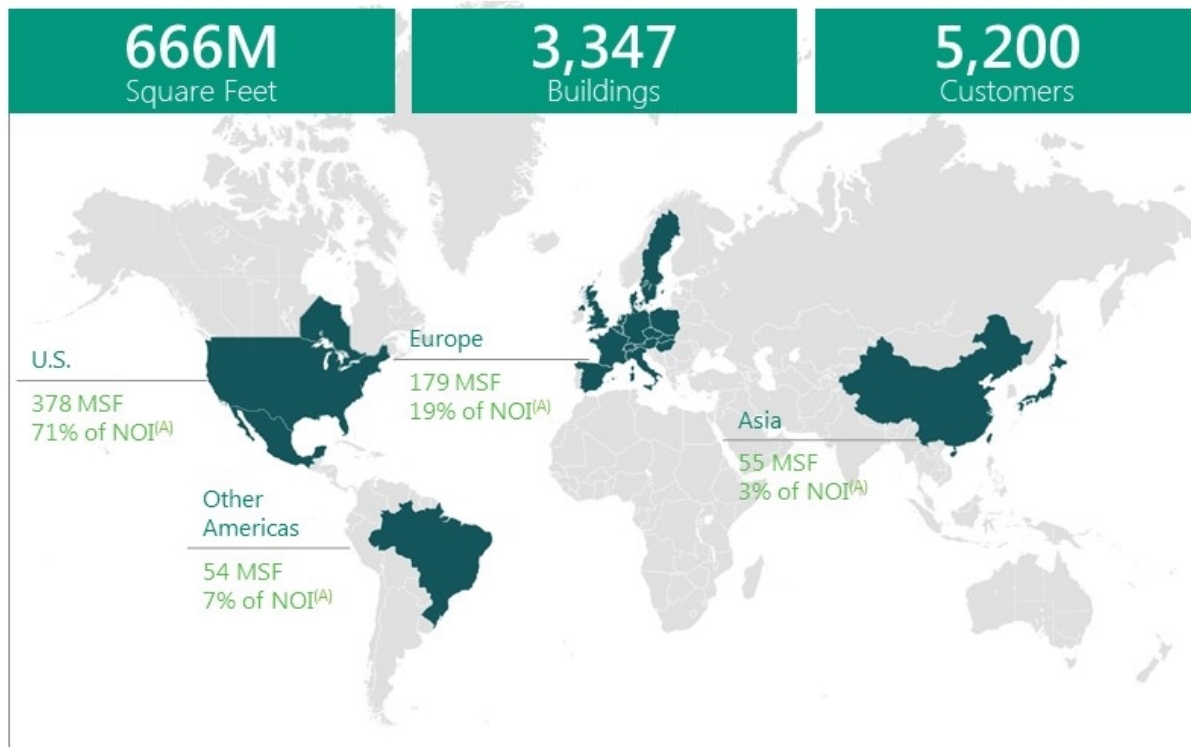 666M
Square Feet
3,347
Buildings
5,200
Customers
U.S.
378 MSF
71% of NOI(A)
Europe
179 MSF
19% of NOI(A)
Asia
55 MSF
3% of NOI(A)
Other
Americas
54 MSF
7% of NOI(A)